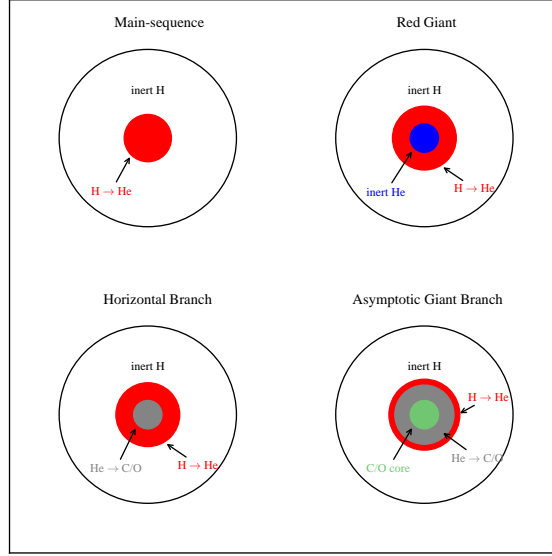 Main-sequence
inert H
H → He
Red Giant
inert H
inert He
H → He
Horizontal Branch
inert H
He → C/O
H → He
Asymptotic Giant Branch
inert H
H → He
He → C/O
C/O core